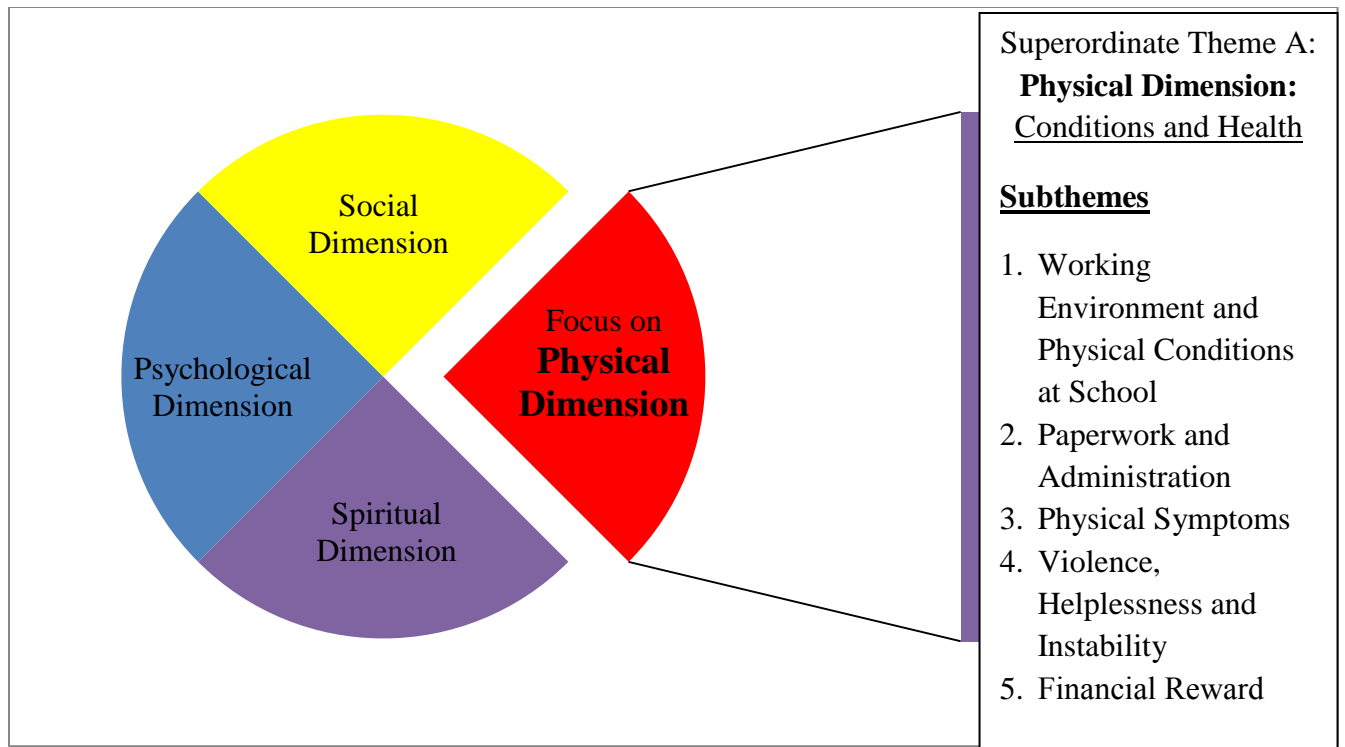 Social
Dimension
Psychological
Dimension
Spiritual
Dimension
Focus on
Physical
Dimension
Superordinate Theme A:
Physical Dimension:
Conditions and Health
Subthemes
1. Working
Environment and
Physical Conditions
at School
2. Paperwork and
Administration
3. Physical Symptoms
4. Violence,
Helplessness and
Instability
5. Financial Reward